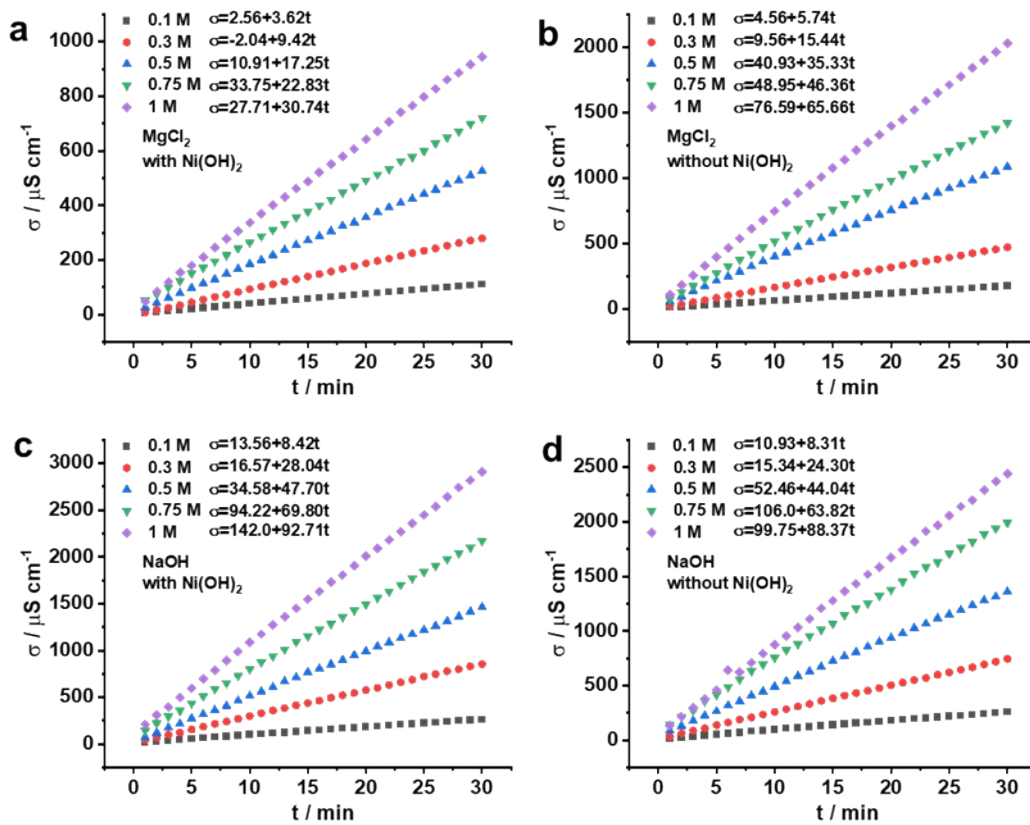 a
0.1 M σ=2.56+3.62t
0.3 M σ=-2.04+9.42t
0.5 M σ=10.91+17.25t
0.75 M σ=33.75+22.83t
1 M σ=27.71+30.74t
MgCl₂
with Ni(OH)₂
1000
800
600
400
200
0
σ / μS cm⁻¹
0 5 10 15 20 25 30
t / min
b
0.1 M σ=4.56+5.74t
0.3 M σ=9.56+15.44t
0.5 M σ=40.93+35.33t
0.75 M σ=48.95+46.36t
1 M σ=76.59+65.66t
MgCl₂
without Ni(OH)₂
2000
1500
1000
500
0
σ / μS cm⁻¹
0 5 10 15 20 25 30
t / min
c
0.1 M σ=13.56+8.42t
0.3 M σ=16.57+28.04t
0.5 M σ=34.58+47.70t
0.75 M σ=94.22+69.80t
1 M σ=142.0+92.71t
NaOH
with Ni(OH)₂
3000
2500
2000
1500
1000
500
0
σ / μS cm⁻¹
0 5 10 15 20 25 30
t / min
d
0.1 M σ=10.93+8.31t
0.3 M σ=15.34+24.30t
0.5 M σ=52.46+44.04t
0.75 M σ=106.0+63.82t
1 M σ=99.75+88.37t
NaOH
without Ni(OH)₂
2500
2000
1500
1000
500
0
σ / μS cm⁻¹
0 5 10 15 20 25 30
t / min